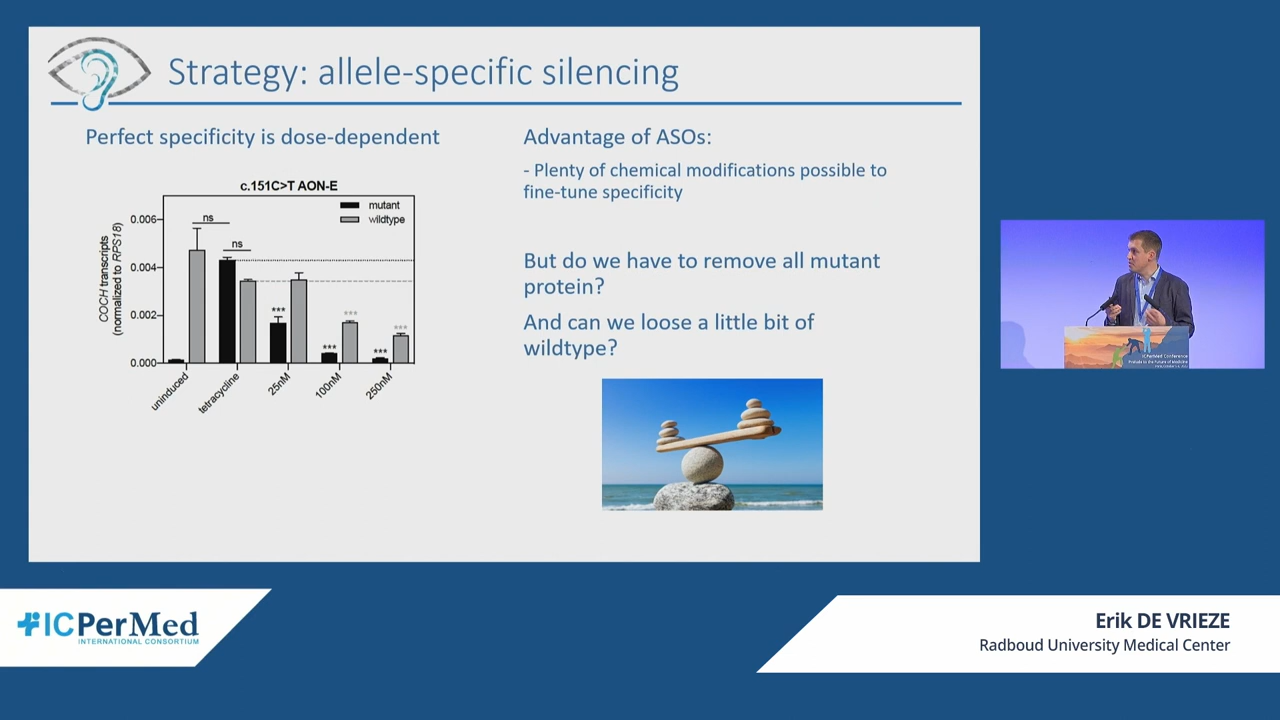 Strategy: allele-specific silencing
Perfect specificity is dose-dependent
c.151C>T AON-E
mutant
wildtype
ns
ns
***
***
***
***
***
COCH transcripts
(normalized to RPS18)
0.006
0.004
0.002
0.000
uninduced
tetracycline
25nM
100nM
250nM
Advantage of ASOs:
- Plenty of chemical modifications possible to
fine-tune specificity
But do we have to remove all mutant
protein?
And can we loose a little bit of
wildtype?
ICPerMed Conference
ICPerMed
INTERNATIONAL CONSORTIUM
Erik DE VRIEZE
Radboud University Medical Center